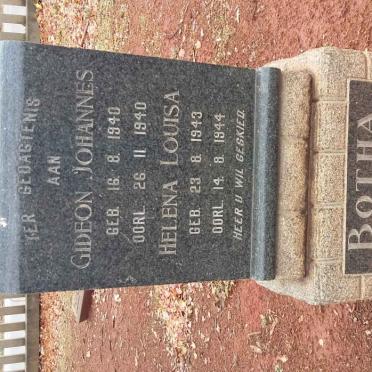 TER GEDAGTENIS
AAN
GIDEON JOHANNES
GEB. 16. 8. 1940
OORL. 26. 11. 1940
HELENA LOUISA
GEB. 23. 8. 1943
OORL. 14. 8. 1944
HEER U WIL GESKIED.
BOTHA